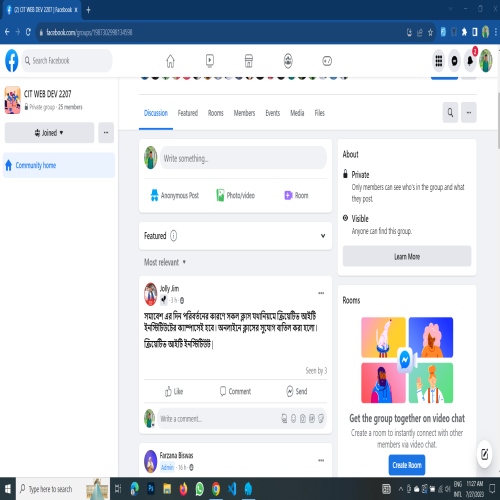 (2) CIT WEB DEV 2207 | Facebook
facebook.com/groups/1987302998134598
Search Facebook
2
CIT WEB DEV 2207
Private group · 25 members
Joined
Community home
Discussion
Featured
Rooms
Members
Events
Media
Files
Write something...
Anonymous Post
Photo/video
Room
Featured
Most relevant
Jolly Jim
3 h
সমাবেশ এর দিন পরিবর্তনের কারণে সকল ক্লাস যথানিয়মে ক্রিয়েটিভ আইটি
ইনস্টিটিউটের ক্যাম্পাসেই হবে। অনলাইনে ক্লাসের সুযোগ বাতিল করা হলো।
ক্রিয়েটিভ আইটি ইনস্টিটিউট|
Seen by 3
Like
Comment
Send
Write a comment...
Farzana Biswas
Admin · 16 h
About
Private
Only members can see who's in the group and what
they post.
Visible
Anyone can find this group.
Learn More
Rooms
Get the group together on video chat
Create a room to instantly connect with other
members via video chat.
Create Room
Type here to search
ENG
INTL
11:27 AM
7/27/2023